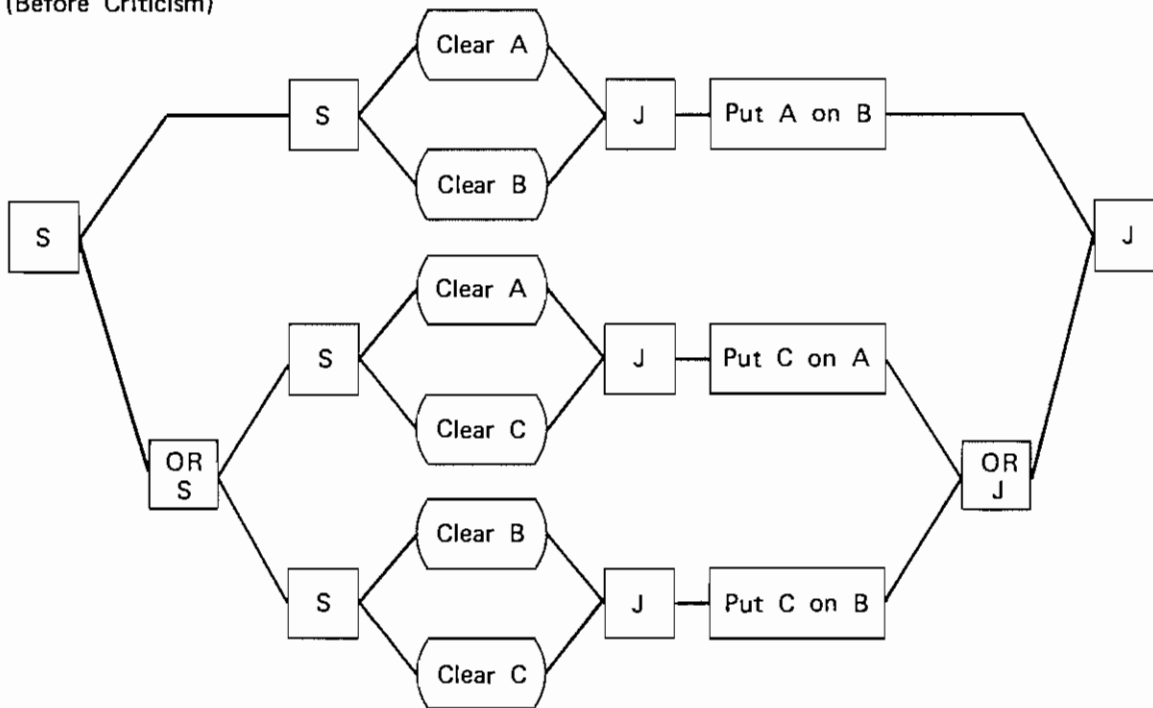 (Before Criticism)
Clear A
S
J
Put A on B
Clear B
S
J
Clear A
S
J
Put C on A
Clear C
OR
S
OR
J
Clear B
S
J
Put C on B
Clear C